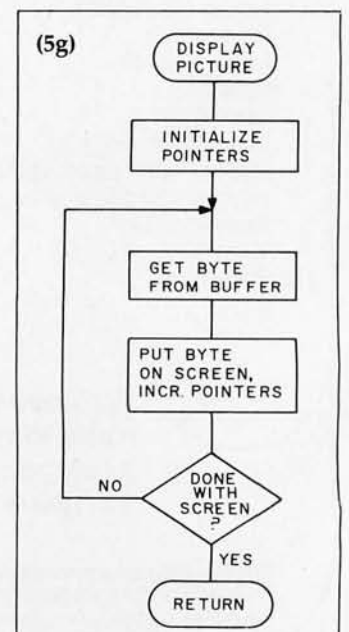 (5g)
DISPLAY
PICTURE
INITIALIZE
POINTERS
GET BYTE
FROM BUFFER
PUT BYTE
ON SCREEN,
INCR. POINTERS
DONE
WITH
SCREEN
?
NO
YES
RETURN